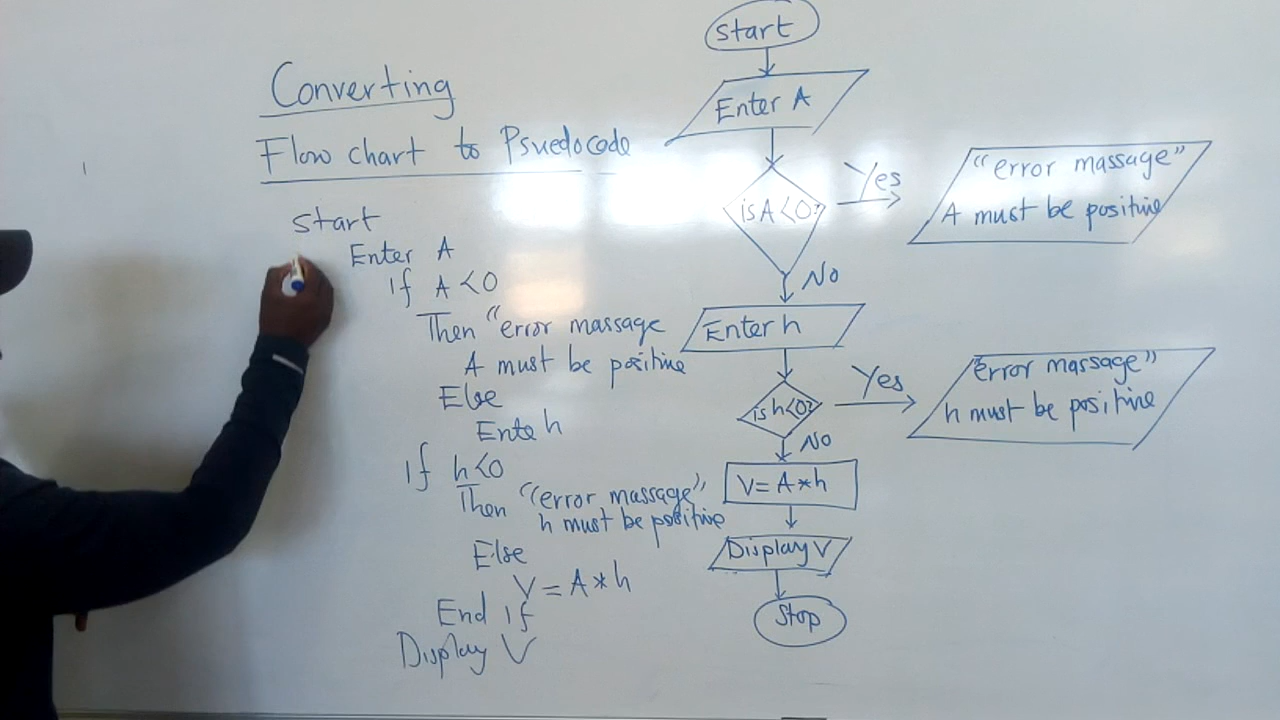 Converting
Flow chart to Psuedocode
Start
Enter A
If A < 0
Then "error massage
A must be positive
Else
Ente h
If h<0
Then "error massage"
h must be positive
Else
V = A * h
End if
Display V
Start
Enter A
is A < 0?
Yes
"error massage"
A must be positive
No
Enter h
is h<0?
Yes
"error massage"
h must be positive
No
V = A * h
Display V
Stop